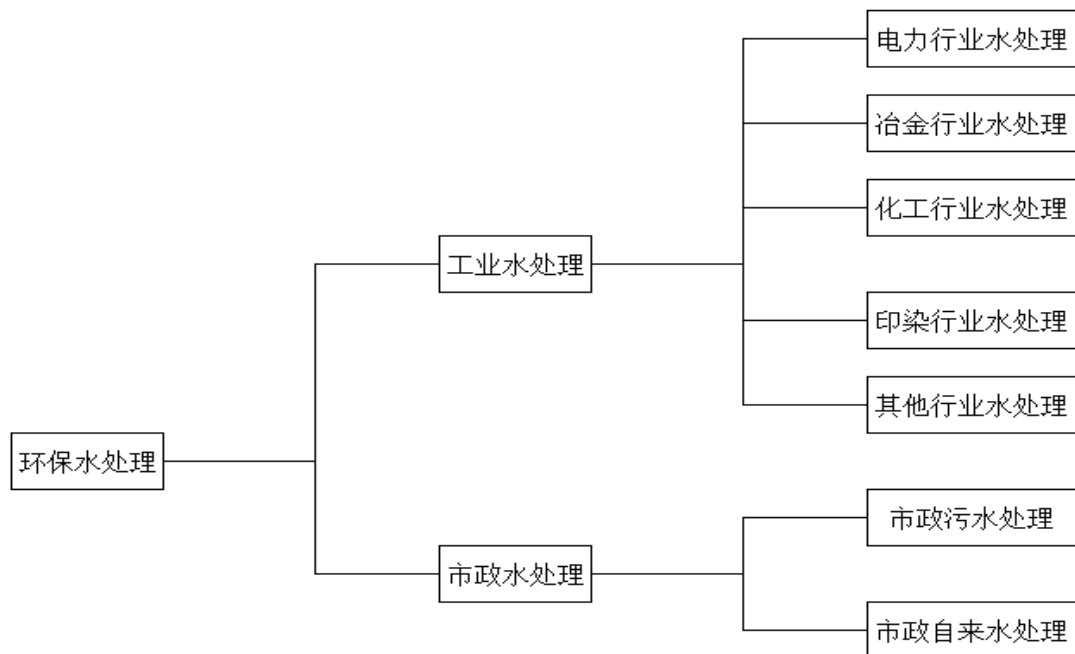 电力行业水处理
冶金行业水处理
化工行业水处理
工业水处理
印染行业水处理
其他行业水处理
环保水处理
市政污水处理
市政水处理
市政自来水处理